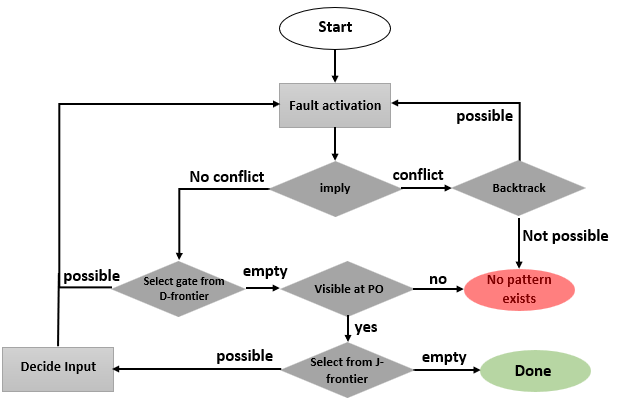 Start
Fault activation
possible
No conflict
imply
conflict
Backtrack
Not possible
possible
Select gate from
D-frontier
empty
Visible at PO
no
No pattern
exists
yes
Decide Input
possible
Select from J-
frontier
empty
Done